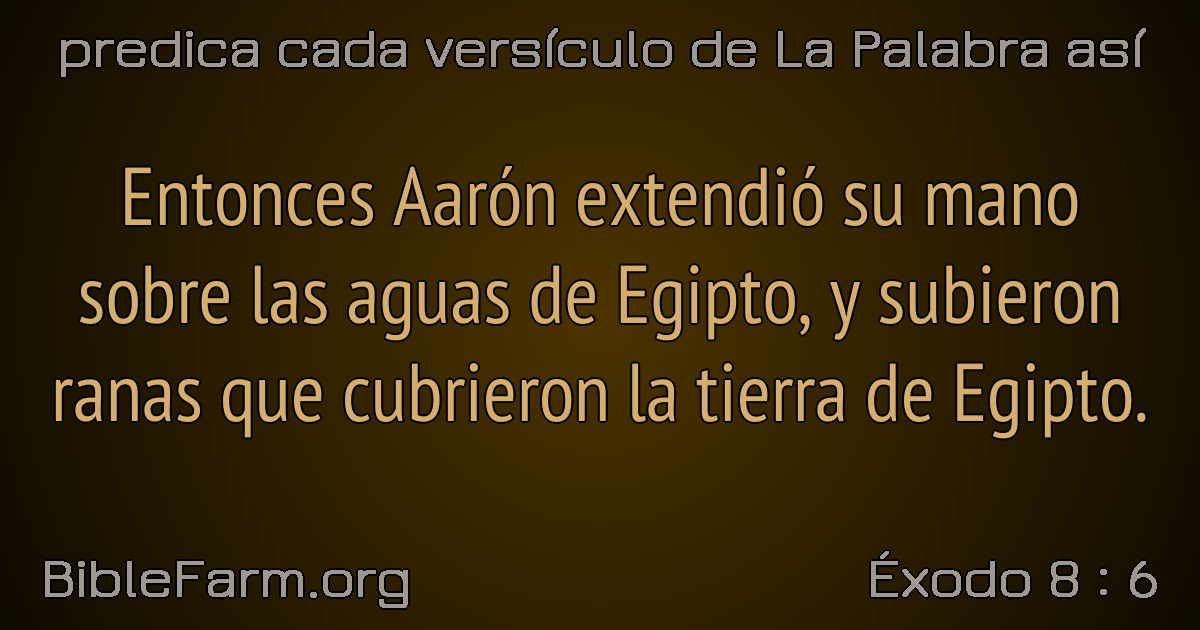 predica cada versículo de La Palabra así
Entonces Aarón extendió su mano
sobre las aguas de Egipto, y subieron
ranas que cubrieron la tierra de Egipto.
BibleFarm.org
Éxodo 8 : 6